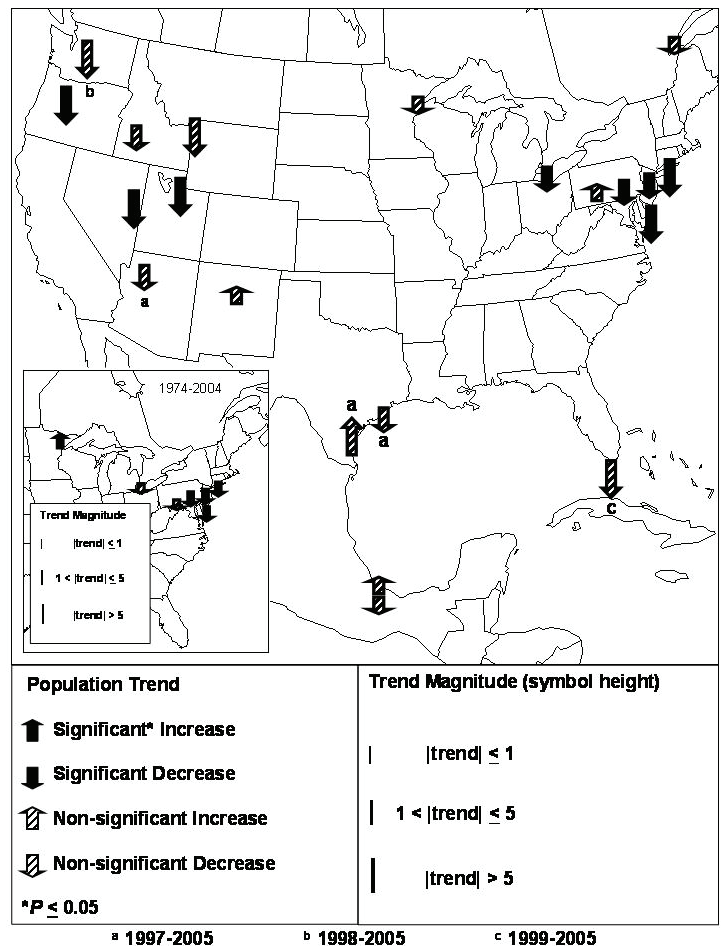 b
a
a
a
c
1974-2004
Trend Magnitude
|trend| ≤ 1
1 < |trend| ≤ 5
|trend| > 5
Population Trend
Significant* Increase
Significant Decrease
Non-significant Increase
Non-significant Decrease
*P ≤ 0.05
Trend Magnitude (symbol height)
|trend| ≤ 1
1 < |trend| ≤ 5
|trend| > 5
a 1997-2005 b 1998-2005 c 1999-2005